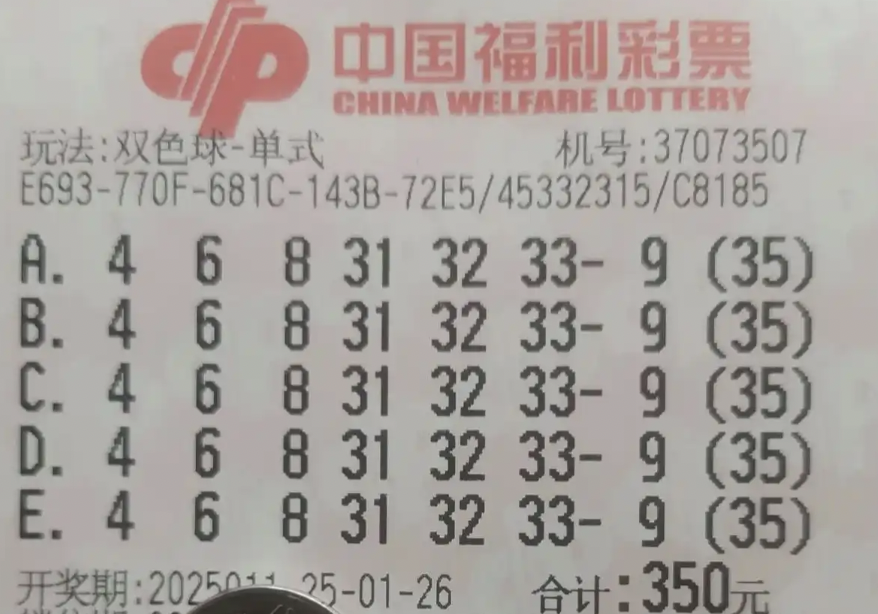 中国福利彩票
CHINA WELFARE LOTTERY
玩法:双色球-单式 机号:37073507
E693-770F-681C-143B-72E5/45332315/C8185
A. 4 6 8 31 32 33- 9 (35)
B. 4 6 8 31 32 33- 9 (35)
C. 4 6 8 31 32 33- 9 (35)
D. 4 6 8 31 32 33- 9 (35)
E. 4 6 8 31 32 33- 9 (35)
开奖期:2025011 25-01-26 合计:350元